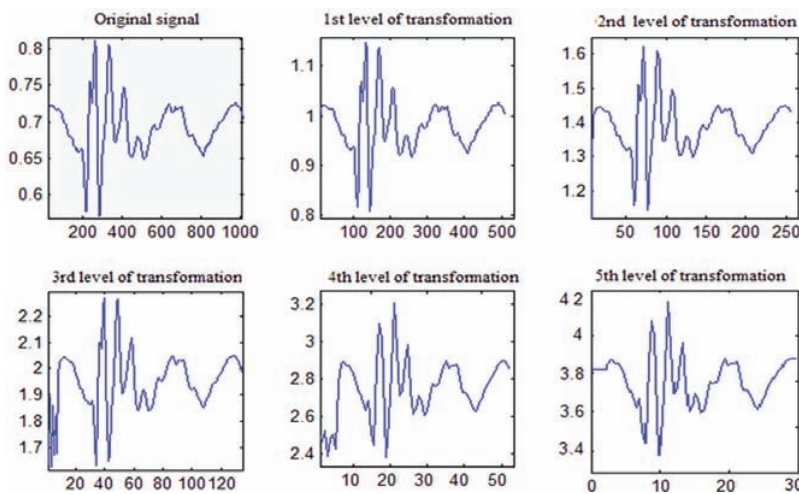 Original signal
1st level of transformation
2nd level of transformation
0.8
0.75
0.7
0.65
0.6
200 400 600 800 1000
1.1
1
0.9
0.8
100 200 300 400 500
1.6
1.5
1.4
1.3
1.2
50 100 150 200 250
3rd level of transformation
4th level of transformation
5th level of transformation
2.2
2.1
2
1.9
1.8
1.7
20 40 60 80 100 120
3.2
3
2.8
2.6
2.4
10 20 30 40 50
4.2
4
3.8
3.6
3.4
0 10 20 30